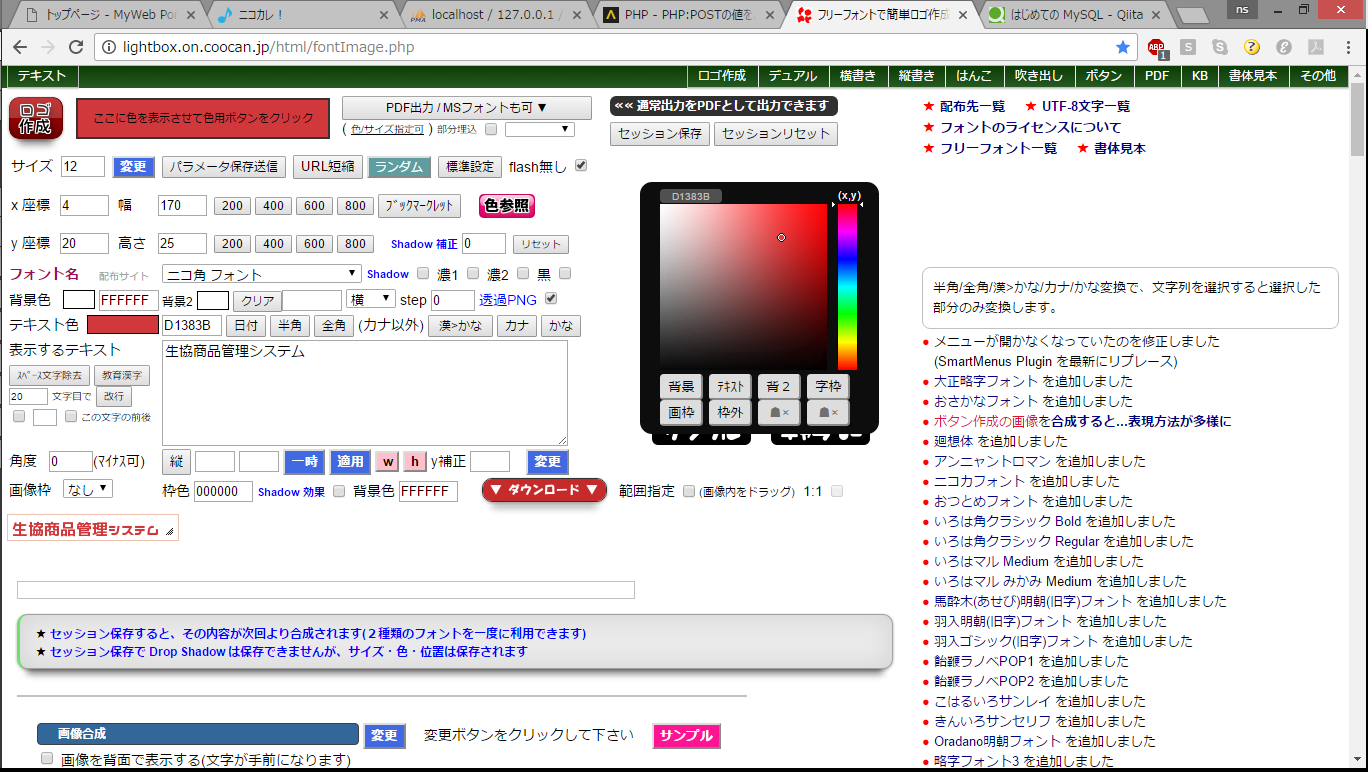 トップページ - MyWeb Po
ニコカレ！
localhost / 127.0.0.1 /
PHP - PHP:POSTの値を
フリーフォントで簡単ロゴ作成
はじめての MySQL - Qiita
ns
lightbox.on.coocan.jp/html/fontImage.php
ABP 1
テキスト
ロゴ作成 デュアル 横書き 縦書き はんこ 吹き出し ボタン PDF KB 書体見本 その他
ロゴ作成
ここに色を表示させて色用ボタンをクリック
PDF出力 / MSフォントも可 ▼
( 色/サイズ指定可 ) 部分埋込
«« 通常出力をPDFとして出力できます
セッション保存 セッションリセット
サイズ 12 変更 パラメータ保存送信 URL短縮 ランダム 標準設定 flash無し
x 座標 4 幅 170 200 400 600 800 ﾌﾞｯｸﾏｰｸﾚｯﾄ 色参照
y 座標 20 高さ 25 200 400 600 800 Shadow 補正 0 リセット
フォント名 配布サイト ニコ角 フォント Shadow 濃1 濃2 黒
背景色 FFFFFF 背景2 クリア 横 step 0 透過PNG
テキスト色 D1383B 日付 半角 全角 (カナ以外) 漢>かな カナ かな
表示するテキスト
生協商品管理システム
ｽﾍﾟｰｽ文字除去 教育漢字
20 文字目で 改行
この文字の前後
角度 0 (マイナス可) 縦 一時 適用 w h y補正 変更
画像枠 なし 枠色 000000 Shadow 効果 背景色 FFFFFF ▼ ダウンロード ▼ 範囲指定 (画像内をドラッグ) 1:1
生協商品管理システム
D1383B (x,y)
背景 ﾃｷｽﾄ 背２ 字枠
画枠 枠外
★ セッション保存すると、その内容が次回より合成されます(２種類のフォントを一度に利用できます)
★ セッション保存で Drop Shadow は保存できませんが、サイズ・色・位置は保存されます
画像合成 変更 変更ボタンをクリックして下さい サンプル
画像を背面で表示する(文字が手前になります)
★ 配布先一覧 ★ UTF-8文字一覧
★ フォントのライセンスについて
★ フリーフォント一覧 ★ 書体見本
半角/全角/漢>かな/カナ/かな変換で、文字列を選択すると選択した
部分のみ変換します。
● メニューが開かなくなっていたのを修正しました
(SmartMenus Plugin を最新にリプレース)
● 大正略字フォント を追加しました
● おさかなフォント を追加しました
● ボタン作成の画像を合成すると...表現方法が多様に
● 廻想体 を追加しました
● アンニャントロマン を追加しました
● ニコカフォント を追加しました
● おつとめフォント を追加しました
● いろは角クラシック Bold を追加しました
● いろは角クラシック Regular を追加しました
● いろはマル Medium を追加しました
● いろはマル みかみ Medium を追加しました
● 馬酔木(あせび)明朝(旧字)フォント を追加しました
● 羽入明朝(旧字)フォント を追加しました
● 羽入ゴシック(旧字)フォント を追加しました
● 飴鞭ラノベPOP1 を追加しました
● 飴鞭ラノベPOP2 を追加しました
● こはるいろサンレイ を追加しました
● きんいろサンセリフ を追加しました
● Oradano明朝フォント を追加しました
● 略字フォント3 を追加しました